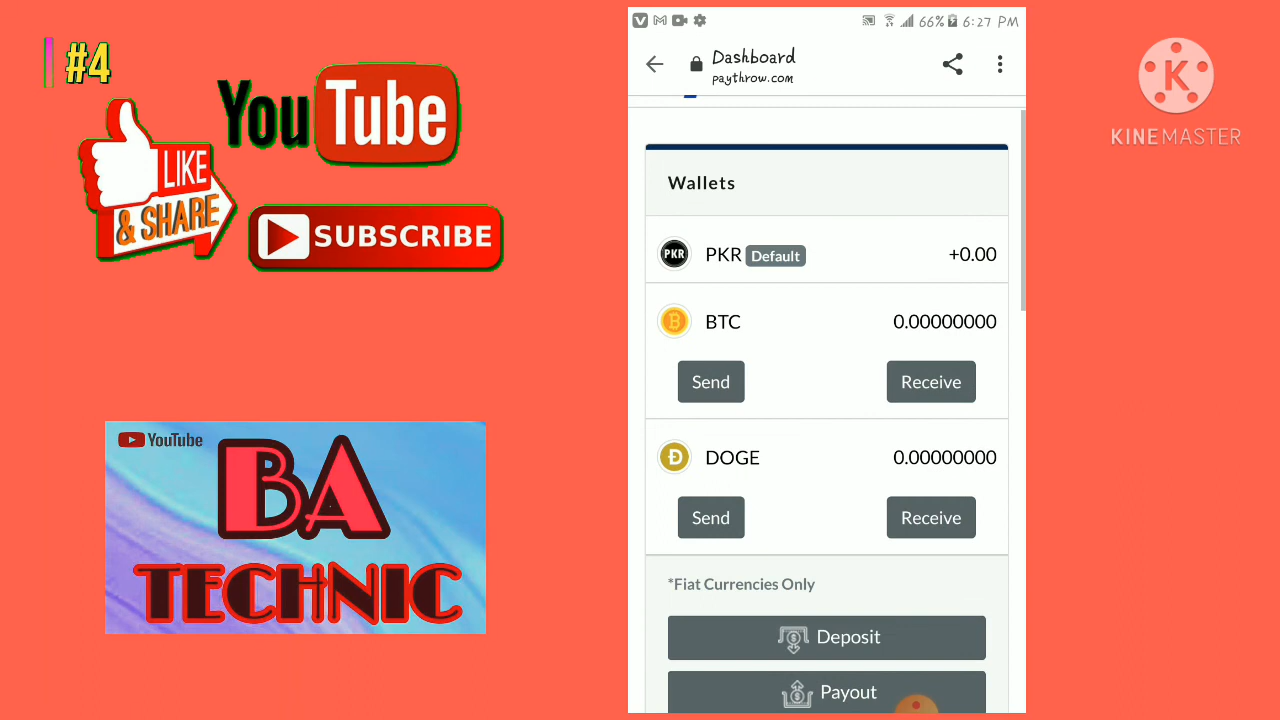 #4
YouTube
LIKE
& SHARE
SUBSCRIBE
YouTube
BA
TECHNIC
66% 6:27 PM
Dashboard
paythrow.com
Wallets
PKR PKR Default +0.00
BTC 0.00000000
Send Receive
DOGE 0.00000000
Send Receive
*Fiat Currencies Only
Deposit
Payout
K
KINEMASTER